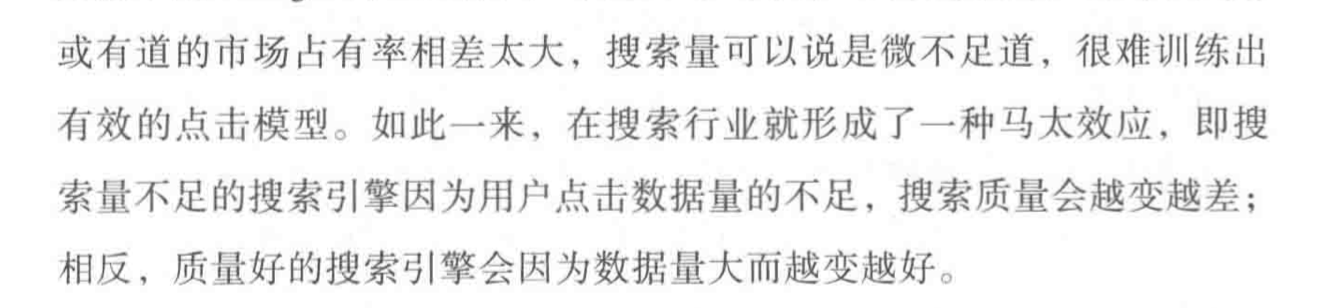 或有道的市场占有率相差太大，搜索量可以说是微不足道，很难训练出
有效的点击模型。如此一来，在搜索行业就形成了一种马太效应，即搜
索量不足的搜索引擎因为用户点击数据量的不足，搜索质量会越变越差；
相反，质量好的搜索引擎会因为数据量大而越变越好。